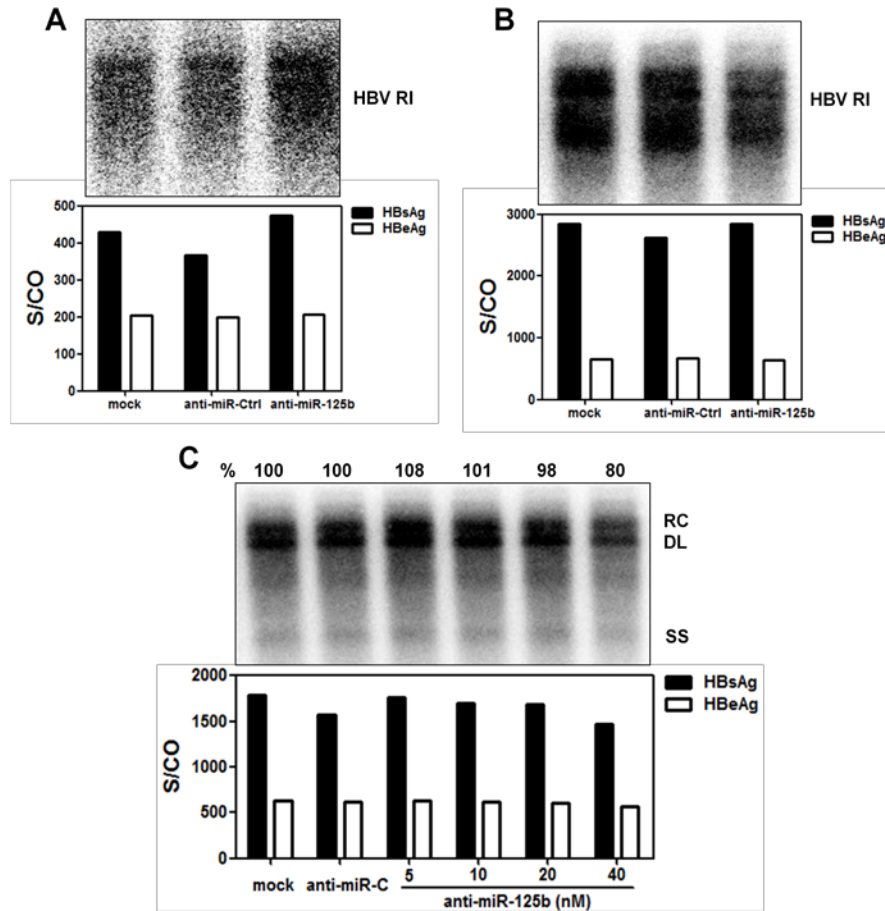 A
HBV RI
500
400
300
200
100
0
S/CO
HBsAg
HBeAg
mock anti-miR-Ctrl anti-miR-125b
B
HBV RI
3000
2000
1000
0
S/CO
HBsAg
HBeAg
mock anti-miR-Ctrl anti-miR-125b
C
% 100 100 108 101 98 80
RC
DL
SS
2000
1500
1000
500
0
S/CO
HBsAg
HBeAg
mock anti-miR-C 5 10 20 40
anti-miR-125b (nM)